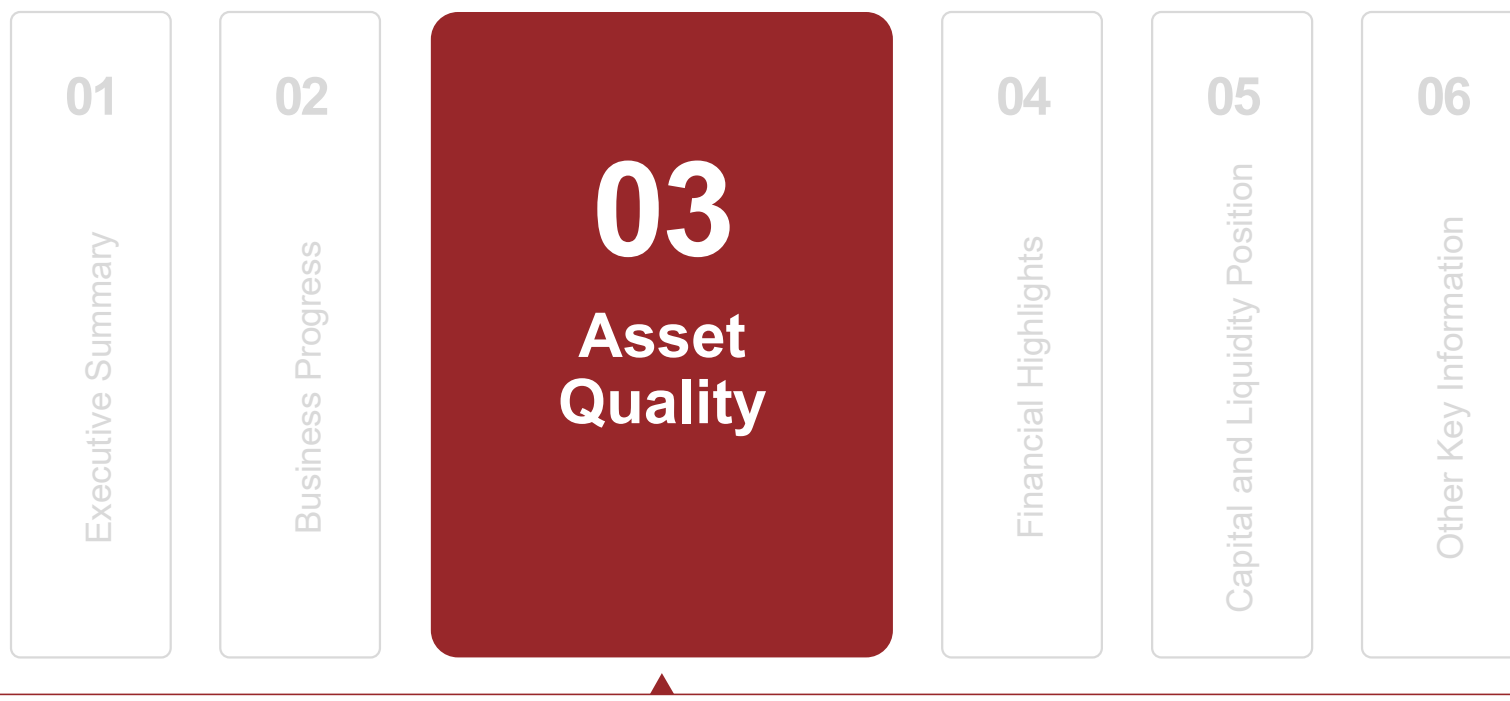 01
Executive Summary
02
Business Progress
03
Asset
Quality
04
Financial Highlights
05
Capital and Liquidity Position
06
Other Key Information